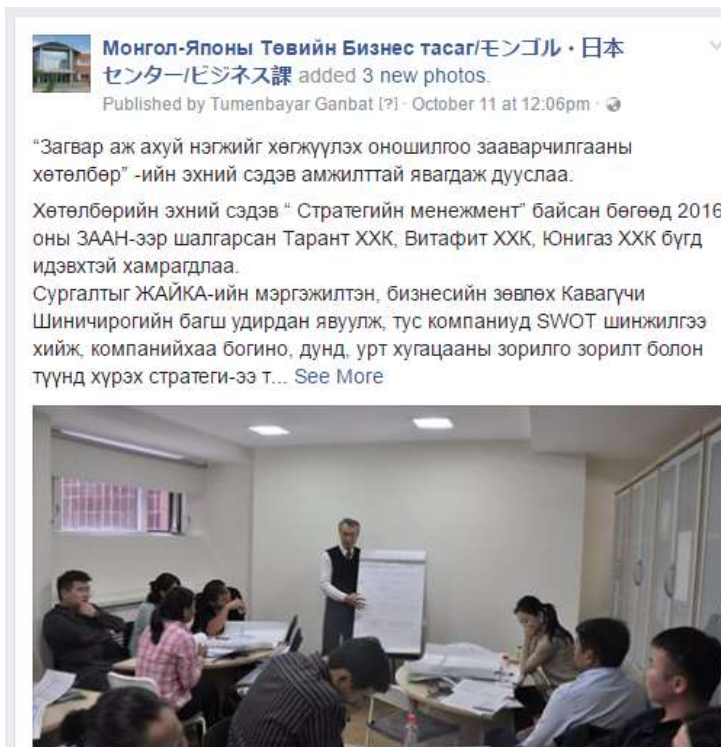 Монгол-Японы Төвийн Бизнес тасаг/モンゴル・日本
センター/ビジネス課 added 3 new photos.
Published by Tumenbayar Ganbat [?] · October 11 at 12:06pm ·
“Загвар аж ахуй нэгжийг хөгжүүлэх оношилгоо зааварчилгааны
хөтөлбөр” -ийн эхний сэдэв амжилттай явагдаж дууслаа.
Хөтөлбөрийн эхний сэдэв “ Стратегийн менежмент” байсан бөгөөд 2016
оны ЗААН-ээр шалгарсан Тарант ХХК, Витафит ХХК, Юнигаз ХХК бүгд
идэвхтэй хамрагдлаа.
Сургалтыг ЖАЙКА-ийн мэргэжилтэн, бизнесийн зөвлөх Кавагүчи
Шиничирогийн багш удирдан явуулж, тус компаниуд SWOT шинжилгээ
хийж, компанийхаа богино, дунд, урт хугацааны зорилго зорилт болон
түүнд хүрэх стратеги-ээ т... See More